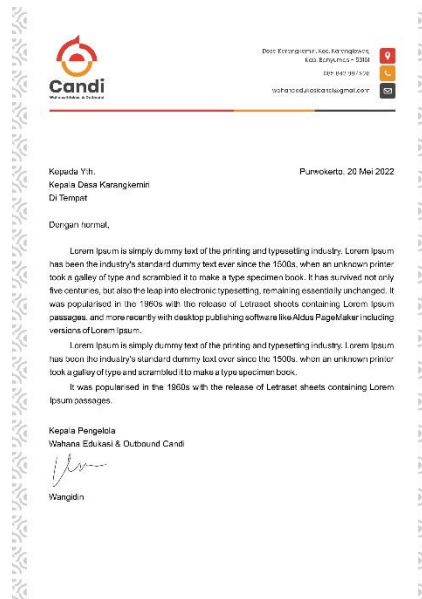 Candi
Wahana Edukasi & Outbound
Desa Karangkemiri, Kec. Karanglewas,
Kab. Banyumas - 53161
wahanaedukasicandi@gmail.com
Kepada Yth. Purwokerto, 20 Mei 2022
Kepala Desa Karangkemiri
Di Tempat
Dengan hormat,
Lorem Ipsum is simply dummy text of the printing and typesetting industry. Lorem Ipsum
has been the industry's standard dummy text ever since the 1500s, when an unknown printer
took a galley of type and scrambled it to make a type specimen book. It has survived not only
five centuries, but also the leap into electronic typesetting, remaining essentially unchanged. It
was popularised in the 1960s with the release of Letraset sheets containing Lorem Ipsum
passages, and more recently with desktop publishing software like Aldus PageMaker including
versions of Lorem Ipsum.
Lorem Ipsum is simply dummy text of the printing and typesetting industry. Lorem Ipsum
has been the industry's standard dummy text ever since the 1500s, when an unknown printer
took a galley of type and scrambled it to make a type specimen book.
It was popularised in the 1960s with the release of Letraset sheets containing Lorem
Ipsum passages.
Kepala Pengelola
Wahana Edukasi & Outbound Candi
Wangidin